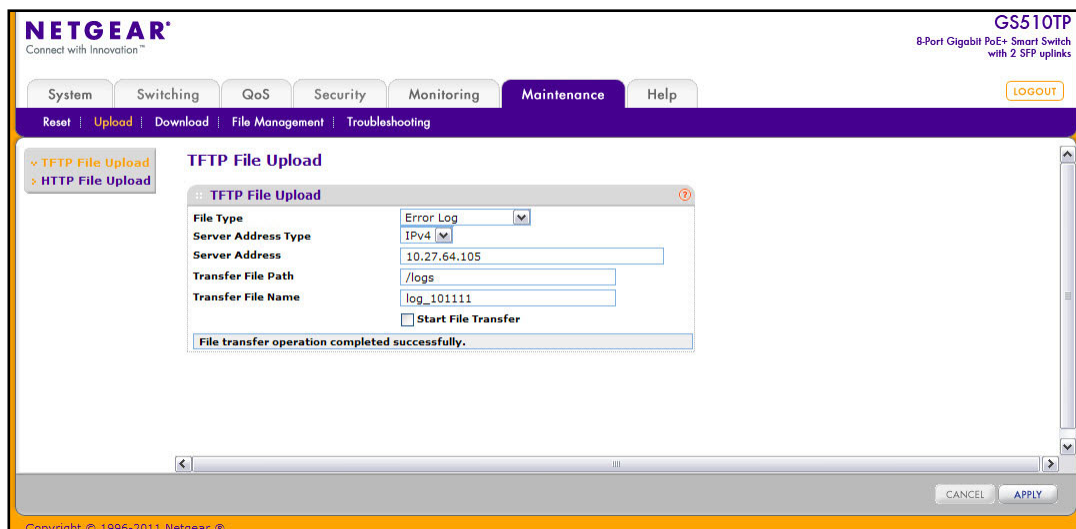 NETGEAR®
Connect with Innovation™
GS510TP
8-Port Gigabit PoE+ Smart Switch
with 2 SFP uplinks
System Switching QoS Security Monitoring Maintenance Help LOGOUT
Reset Upload Download File Management Troubleshooting
TFTP File Upload
HTTP File Upload
TFTP File Upload
TFTP File Upload ?
File Type Error Log
Server Address Type IPv4
Server Address 10.27.64.105
Transfer File Path /logs
Transfer File Name log_101111
Start File Transfer
File transfer operation completed successfully.
CANCEL APPLY
Copyright © 1996-2011 Netgear ®